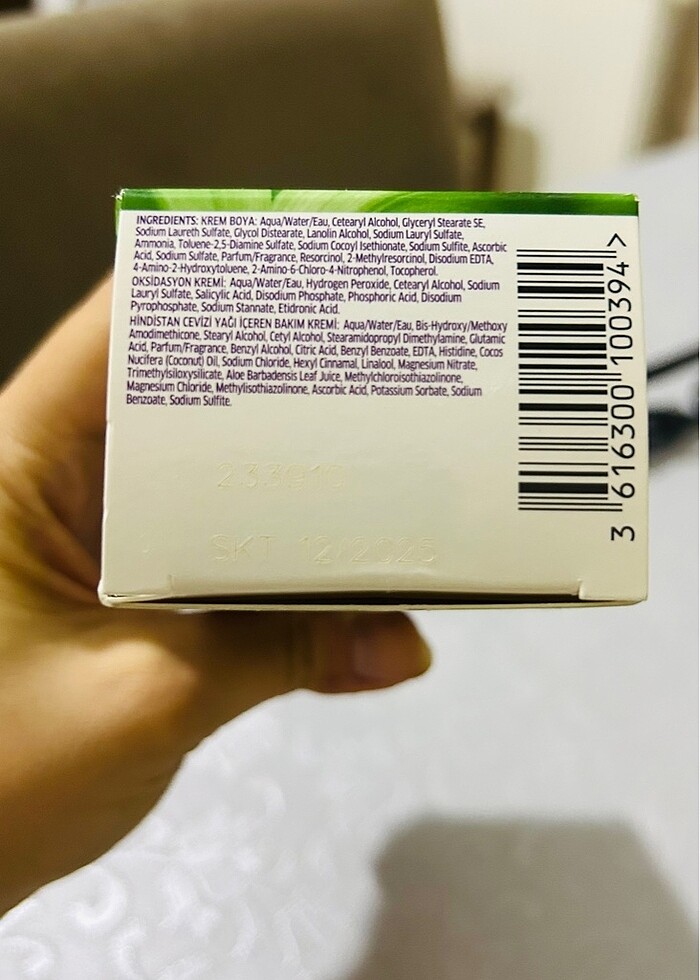 INGREDIENTS: KREM BOYA: Aqua/Water/Eau, Cetearyl Alcohol, Glyceryl Stearate SE,
Sodium Laureth Sulfate, Glycol Distearate, Lanolin Alcohol, Sodium Lauryl Sulfate,
Ammonia, Toluene-2,5-Diamine Sulfate, Sodium Cocoyl Isethionate, Sodium Sulfite, Ascorbic
Acid, Sodium Sulfate, Parfum/Fragrance, Resorcinol, 2-Methylresorcinol, Disodium EDTA,
4-Amino-2-Hydroxytoluene, 2-Amino-6-Chloro-4-Nitrophenol, Tocopherol.
OKSİDASYON KREMİ: Aqua/Water/Eau, Hydrogen Peroxide, Cetearyl Alcohol, Sodium
Lauryl Sulfate, Salicylic Acid, Disodium Phosphate, Phosphoric Acid, Disodium
Pyrophosphate, Sodium Stannate, Etidronic Acid.
HİNDİSTAN CEVİZİ YAĞI İÇEREN BAKIM KREMİ: Aqua/Water/Eau, Bis-Hydroxy/Methoxy
Amodimethicone, Stearyl Alcohol, Cetyl Alcohol, Stearamidopropyl Dimethylamine, Glutamic
Acid, Parfum/Fragrance, Benzyl Alcohol, Citric Acid, Benzyl Benzoate, EDTA, Histidine, Cocos
Nucifera (Coconut) Oil, Sodium Chloride, Hexyl Cinnamal, Linalool, Magnesium Nitrate,
Trimethylsiloxysilicate, Aloe Barbadensis Leaf Juice, Methylchloroisothiazolinone,
Magnesium Chloride, Methylisothiazolinone, Ascorbic Acid, Potassium Sorbate, Sodium
Benzoate, Sodium Sulfite.
SKT 12/2025
3 616300 100394 >